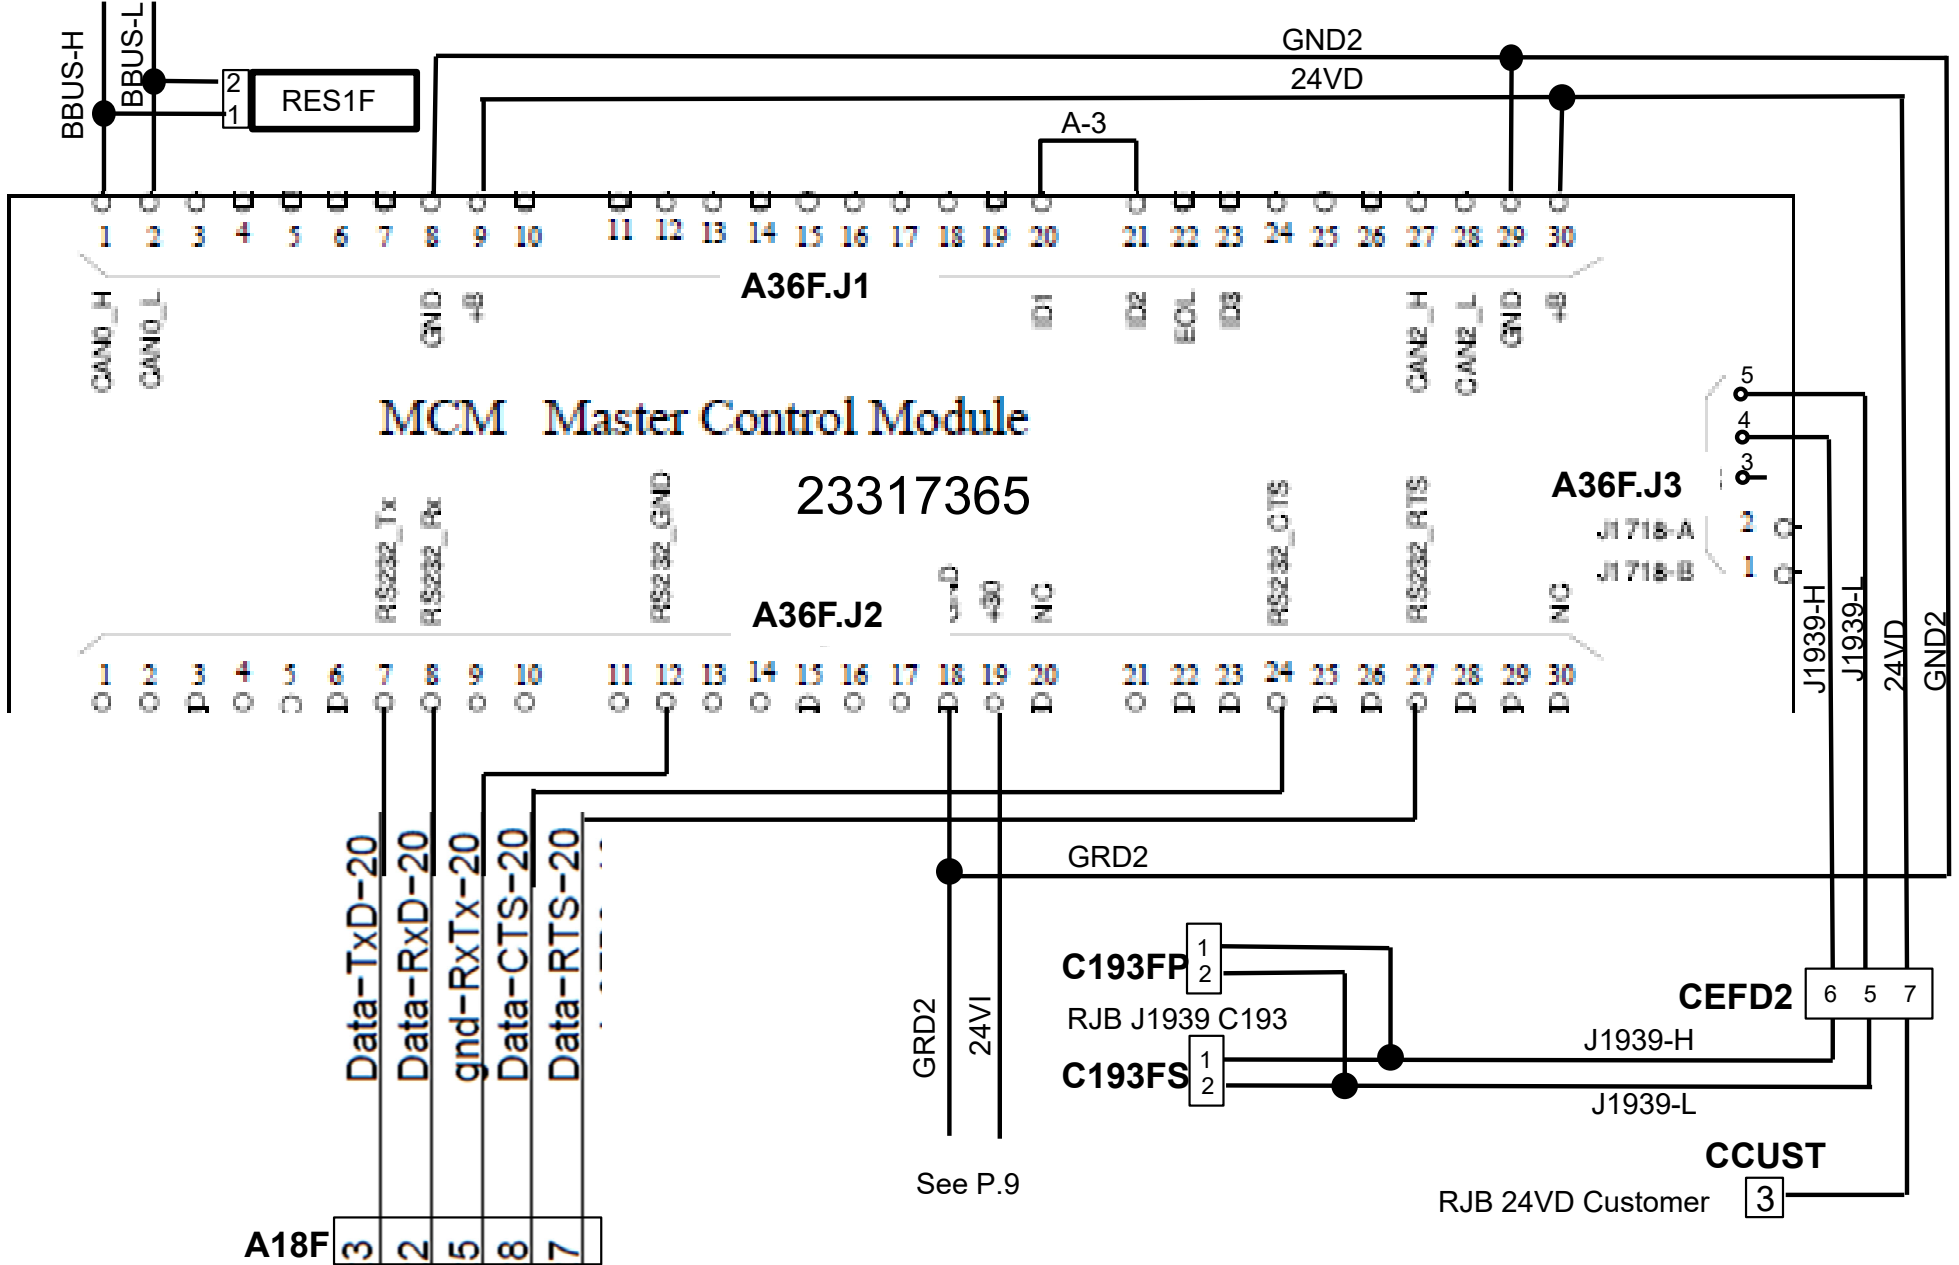 BBUS-H
BBUS-L
2
1
RES1F
GND2
24VD
A-3
1 2 3 4 5 6 7 8 9 10 11 12 13 14 15 16 17 18 19 20 21 22 23 24 25 26 27 28 29 30
A36F.J1
CAN0_H
CAN0_L
GND
+B
ID1
ID2
EOL
ID3
CAN2_H
CAN2_L
GND
+B
MCM Master Control Module
23317365
5
4
3
A36F.J3
J1718-A 2
J1718-B 1
RS232_Tx
RS232_Rx
RS232_GND
GND
+30
NC
RS232_CTS
RS232_RTS
NC
A36F.J2
1 2 3 4 5 6 7 8 9 10 11 12 13 14 15 16 17 18 19 20 21 22 23 24 25 26 27 28 29 30
J1939-H
J1939-L
24VD
GND2
Data-TxD-20
Data-RxD-20
gnd-RxTx-20
Data-CTS-20
Data-RTS-20
GRD2
GRD2
24VI
See P.9
C193FP
1
2
RJB J1939 C193
C193FS
1
2
CEFD2
6 5 7
J1939-H
J1939-L
CCUST
RJB 24VD Customer
3
A18F
3 2 5 8 7